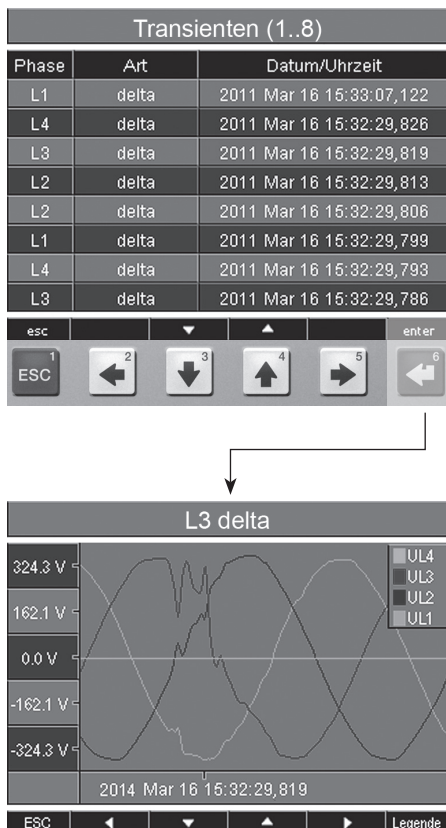 Transienten (1..8)
Phase Art Datum/Uhrzeit
L1 delta 2011 Mar 16 15:33:07,122
L4 delta 2011 Mar 16 15:32:29,826
L3 delta 2011 Mar 16 15:32:29,819
L2 delta 2011 Mar 16 15:32:29,813
L2 delta 2011 Mar 16 15:32:29,806
L1 delta 2011 Mar 16 15:32:29,799
L4 delta 2011 Mar 16 15:32:29,793
L3 delta 2011 Mar 16 15:32:29,786
esc enter
1 2 3 4 5 6
ESC
L3 delta
324.3 V
162.1 V
0.0 V
-162.1 V
-324.3 V
UL4
UL3
UL2
UL1
2014 Mar 16 15:32:29,819
ESC Legende